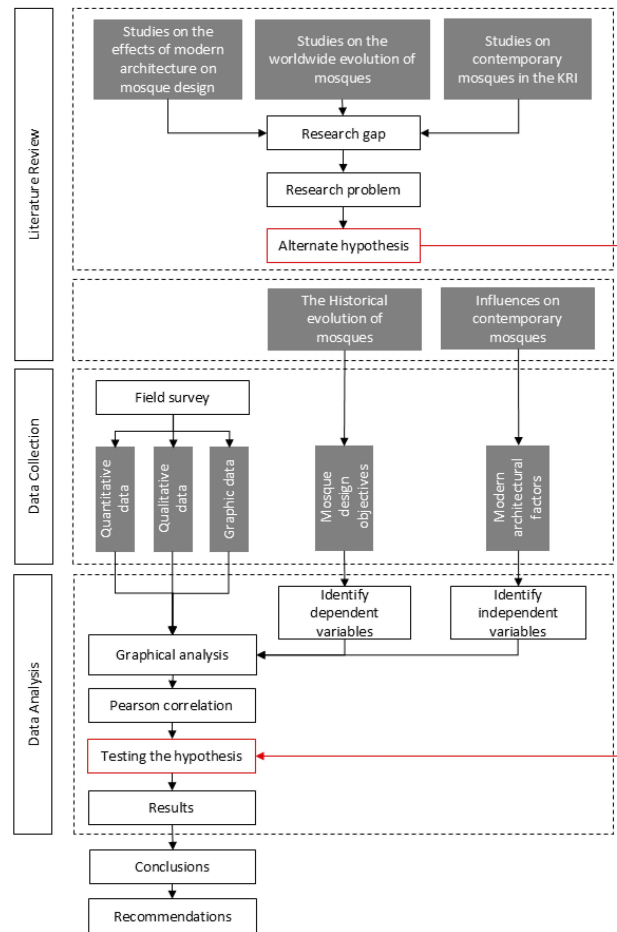 Literature Review
Studies on the
effects of modern
architecture on
mosque design
Studies on the
worldwide evolution of
mosques
Studies on
contemporary
mosques in the KRI
Research gap
Research problem
Alternate hypothesis
The Historical
evolution of
mosques
Influences on
contemporary
mosques
Data Collection
Field survey
Quantitative
data
Qualitative
data
Graphic data
Mosque
design
objectives
Modern
architectural
factors
Data Analysis
Identify
dependent
variables
Identify
independent
variables
Graphical analysis
Pearson correlation
Testing the hypothesis
Results
Conclusions
Recommendations